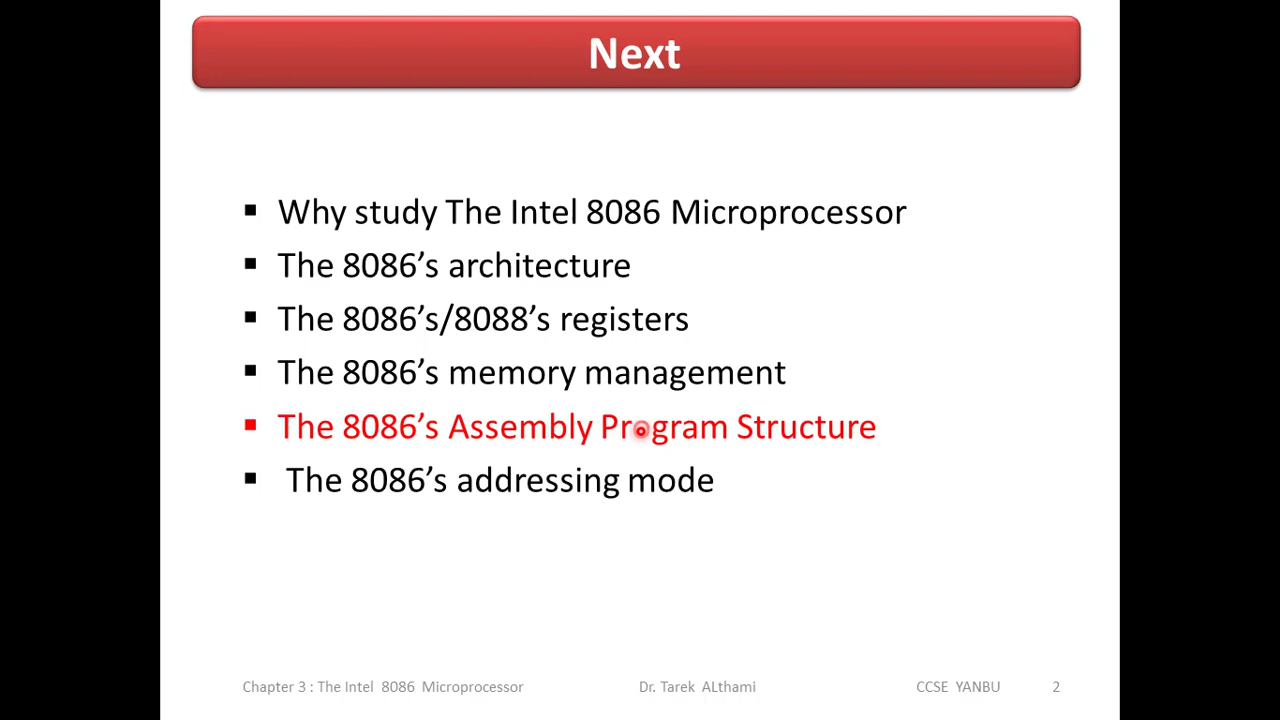 Next
▪ Why study The Intel 8086 Microprocessor
▪ The 8086’s architecture
▪ The 8086’s/8088’s registers
▪ The 8086’s memory management
▪ The 8086’s Assembly Program Structure
▪ The 8086’s addressing mode
Chapter 3 : The Intel 8086 Microprocessor Dr. Tarek ALthami CCSE YANBU 2